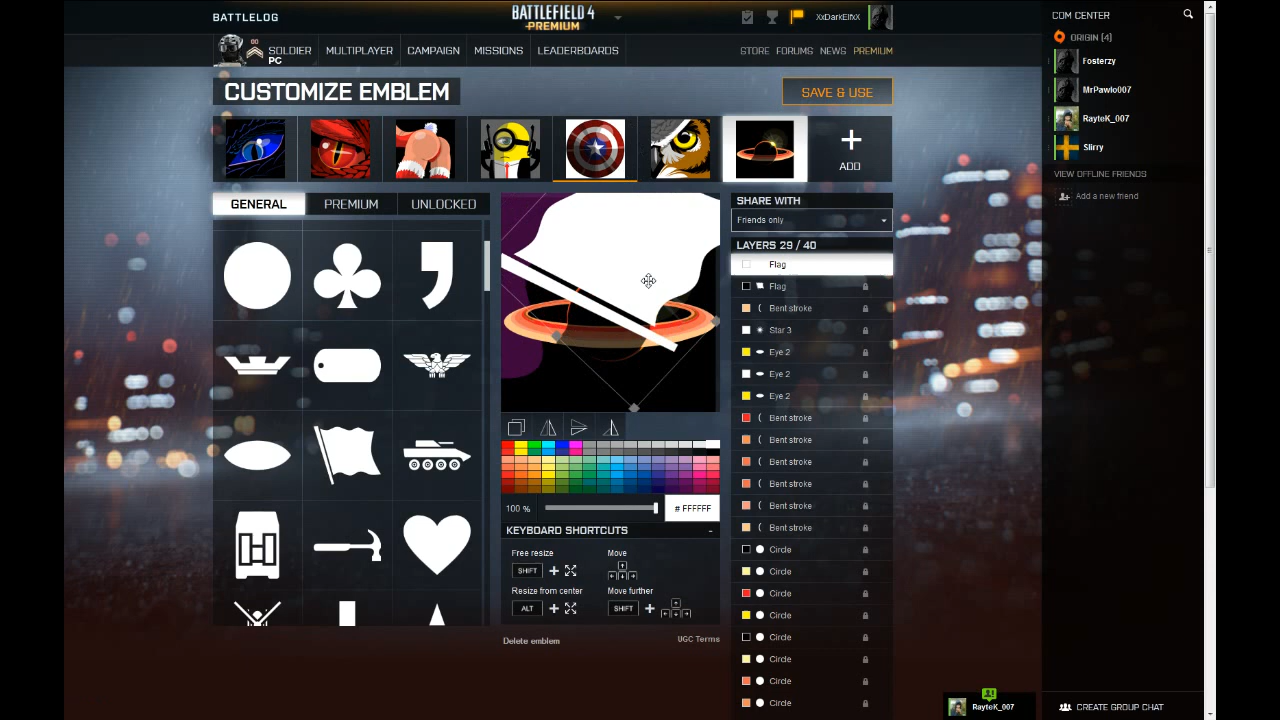 BATTLELOG
BATTLEFIELD 4
PREMIUM
XxDarkElfxX
COM CENTER
ORIGIN (4)
Fosterzy
MrPawlo007
RayteK_007
Slirry
VIEW OFFLINE FRIENDS
Add a new friend
00
SOLDIER
PC
MULTIPLAYER
CAMPAIGN
MISSIONS
LEADERBOARDS
STORE
FORUMS
NEWS
PREMIUM
CUSTOMIZE EMBLEM
SAVE & USE
+
ADD
GENERAL
PREMIUM
UNLOCKED
SHARE WITH
Friends only
LAYERS 29 / 40
Flag
Flag
Bent stroke
Star 3
Eye 2
Eye 2
Eye 2
Bent stroke
Bent stroke
Bent stroke
Bent stroke
Bent stroke
Bent stroke
Circle
Circle
Circle
Circle
Circle
Circle
Circle
Circle
100 %
# FFFFFF
KEYBOARD SHORTCUTS -
Free resize
SHIFT +
Move
Resize from center
ALT +
Move further
SHIFT +
Delete emblem
UGC Terms
RayteK_007
CREATE GROUP CHAT